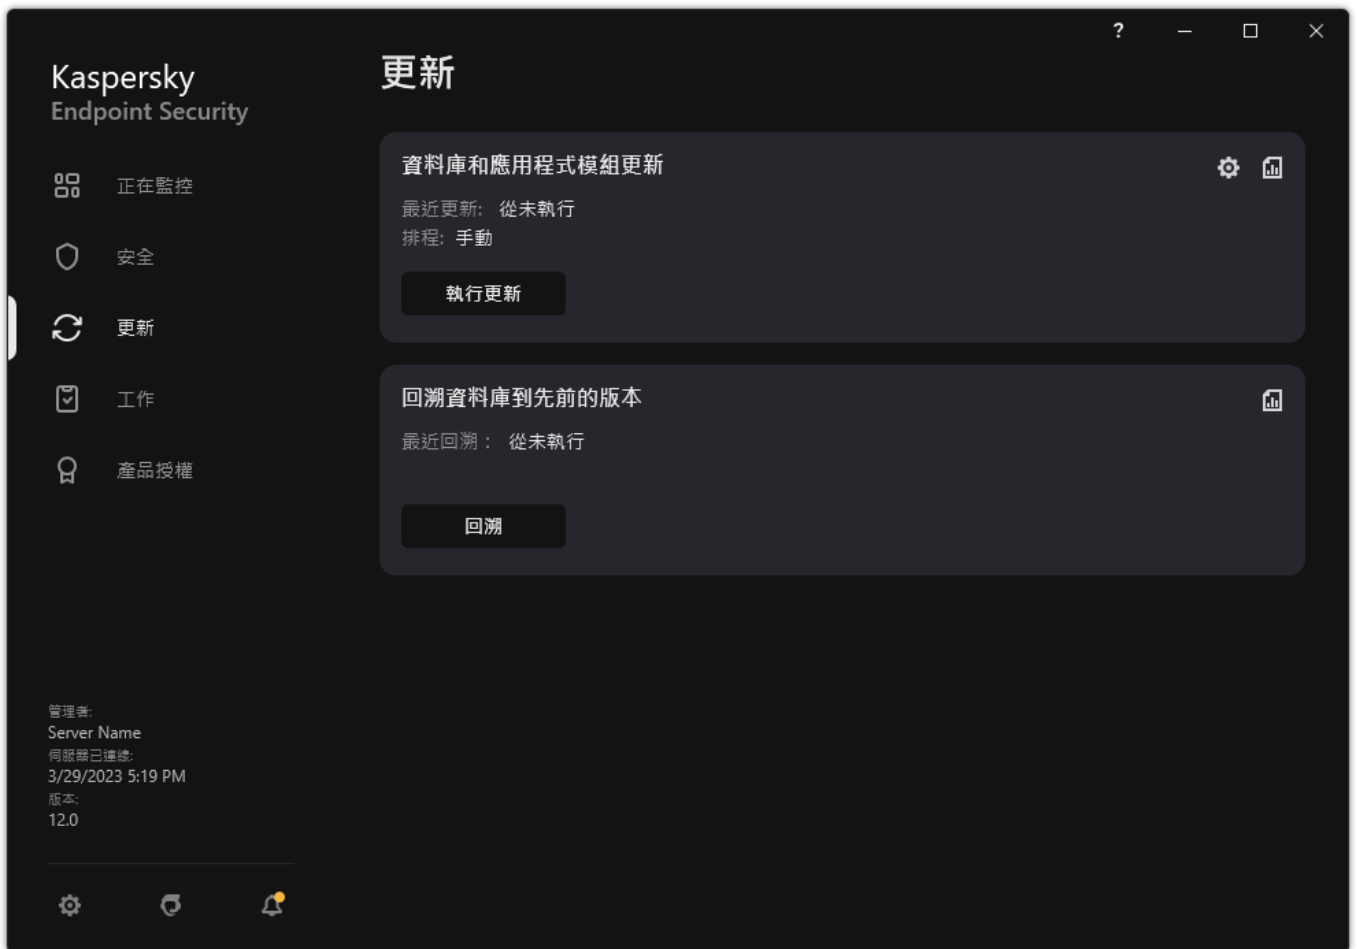 ?
Kaspersky
Endpoint Security
正在監控
安全
更新
工作
產品授權
管理者:
Server Name
伺服器已連線:
3/29/2023 5:19 PM
版本:
12.0
更新
資料庫和應用程式模組更新
最近更新: 從未執行
排程: 手動
執行更新
回溯資料庫到先前的版本
最近回溯： 從未執行
回溯